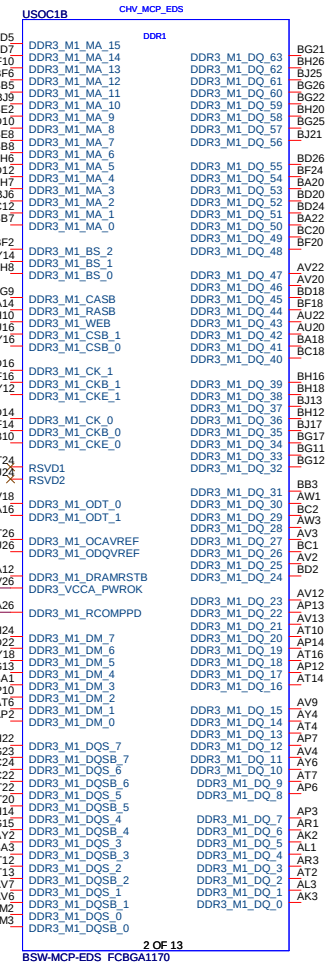 CHV_MCP_EDS
USOC1B
DDR1
DDR3_M1_MA_15
DDR3_M1_MA_14
DDR3_M1_MA_13
DDR3_M1_MA_12
DDR3_M1_MA_11
DDR3_M1_MA_10
DDR3_M1_MA_9
DDR3_M1_MA_8
DDR3_M1_MA_7
DDR3_M1_MA_6
DDR3_M1_MA_5
DDR3_M1_MA_4
DDR3_M1_MA_3
DDR3_M1_MA_2
DDR3_M1_MA_1
DDR3_M1_MA_0
DDR3_M1_BS_2
DDR3_M1_BS_1
DDR3_M1_BS_0
DDR3_M1_CASB
DDR3_M1_RASB
DDR3_M1_WEB
DDR3_M1_CSB_1
DDR3_M1_CSB_0
DDR3_M1_CK_1
DDR3_M1_CKB_1
DDR3_M1_CKE_1
DDR3_M1_CK_0
DDR3_M1_CKB_0
DDR3_M1_CKE_0
RSVD1
RSVD2
DDR3_M1_ODT_0
DDR3_M1_ODT_1
DDR3_M1_OCAVREF
DDR3_M1_ODQVREF
DDR3_M1_DRAMRSTB
DDR3_VCCA_PWROK
DDR3_M1_RCOMPPD
DDR3_M1_DM_7
DDR3_M1_DM_6
DDR3_M1_DM_5
DDR3_M1_DM_4
DDR3_M1_DM_3
DDR3_M1_DM_2
DDR3_M1_DM_1
DDR3_M1_DM_0
DDR3_M1_DQS_7
DDR3_M1_DQSB_7
DDR3_M1_DQS_6
DDR3_M1_DQSB_6
DDR3_M1_DQS_5
DDR3_M1_DQSB_5
DDR3_M1_DQS_4
DDR3_M1_DQSB_4
DDR3_M1_DQS_3
DDR3_M1_DQSB_3
DDR3_M1_DQS_2
DDR3_M1_DQSB_2
DDR3_M1_DQS_1
DDR3_M1_DQSB_1
DDR3_M1_DQS_0
DDR3_M1_DQSB_0
DDR3_M1_DQ_63 BG21
DDR3_M1_DQ_62 BH26
DDR3_M1_DQ_61 BJ25
DDR3_M1_DQ_60 BG26
DDR3_M1_DQ_59 BG22
DDR3_M1_DQ_58 BH20
DDR3_M1_DQ_57 BG25
DDR3_M1_DQ_56 BJ21
DDR3_M1_DQ_55 BD26
DDR3_M1_DQ_54 BF24
DDR3_M1_DQ_53 BA20
DDR3_M1_DQ_52 BD20
DDR3_M1_DQ_51 BD24
DDR3_M1_DQ_50 BA22
DDR3_M1_DQ_49 BC20
DDR3_M1_DQ_48 BF20
DDR3_M1_DQ_47 AV22
DDR3_M1_DQ_46 AV20
DDR3_M1_DQ_45 BD18
DDR3_M1_DQ_44 BF18
DDR3_M1_DQ_43 AU22
DDR3_M1_DQ_42 AU20
DDR3_M1_DQ_41 BA18
DDR3_M1_DQ_40 BC18
DDR3_M1_DQ_39 BH16
DDR3_M1_DQ_38 BH18
DDR3_M1_DQ_37 BJ13
DDR3_M1_DQ_36 BH12
DDR3_M1_DQ_35 BJ17
DDR3_M1_DQ_34 BG17
DDR3_M1_DQ_33 BG11
DDR3_M1_DQ_32 BG12
DDR3_M1_DQ_31 BB3
DDR3_M1_DQ_30 AW1
DDR3_M1_DQ_29 BC2
DDR3_M1_DQ_28 AW3
DDR3_M1_DQ_27 AV3
DDR3_M1_DQ_26 BC1
DDR3_M1_DQ_25 AV2
DDR3_M1_DQ_24 BD2
DDR3_M1_DQ_23 AV12
DDR3_M1_DQ_22 AP13
DDR3_M1_DQ_21 AV13
DDR3_M1_DQ_20 AT10
DDR3_M1_DQ_19 AP14
DDR3_M1_DQ_18 AT16
DDR3_M1_DQ_17 AP12
DDR3_M1_DQ_16 AT14
DDR3_M1_DQ_15 AV9
DDR3_M1_DQ_14 AY4
DDR3_M1_DQ_13 AT4
DDR3_M1_DQ_12 AP7
DDR3_M1_DQ_11 AV4
DDR3_M1_DQ_10 AY6
DDR3_M1_DQ_9 AT7
DDR3_M1_DQ_8 AP6
DDR3_M1_DQ_7 AP3
DDR3_M1_DQ_6 AR1
DDR3_M1_DQ_5 AK2
DDR3_M1_DQ_4 AL1
DDR3_M1_DQ_3 AR3
DDR3_M1_DQ_2 AT2
DDR3_M1_DQ_1 AL3
DDR3_M1_DQ_0 AK3
2 OF 13
BSW-MCP-EDS_FCBGA1170